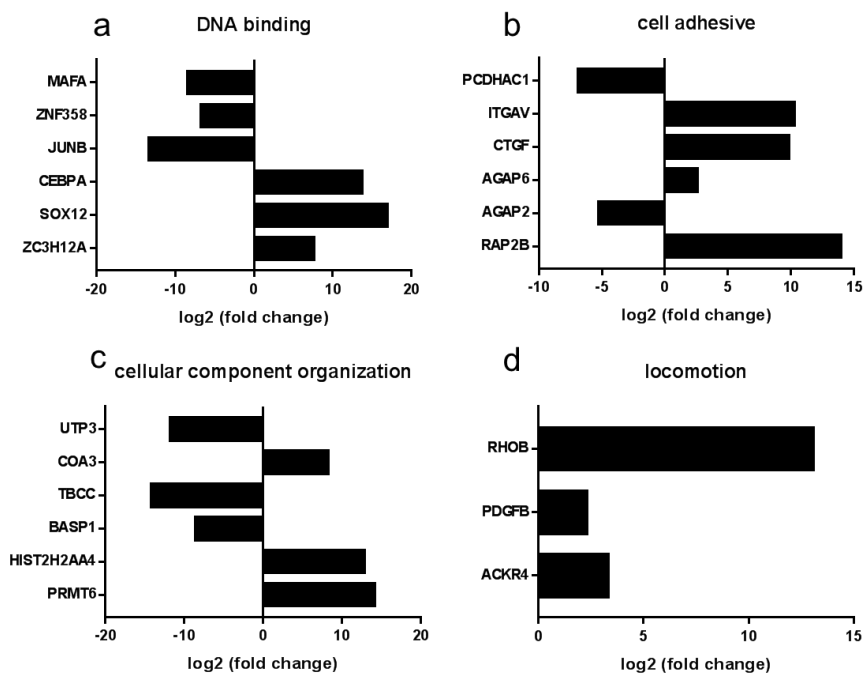 a
DNA binding
MAFA
ZNF358
JUNB
CEBPA
SOX12
ZC3H12A
-20 -10 0 10 20
log2 (fold change)
b
cell adhesive
PCDHAC1
ITGAV
CTGF
AGAP6
AGAP2
RAP2B
-10 -5 0 5 10 15
log2 (fold change)
c
cellular component organization
UTP3
COA3
TBCC
BASP1
HIST2H2AA4
PRMT6
-20 -10 0 10 20
log2 (fold change)
d
locomotion
RHOB
PDGFB
ACKR4
0 5 10 15
log2 (fold change)